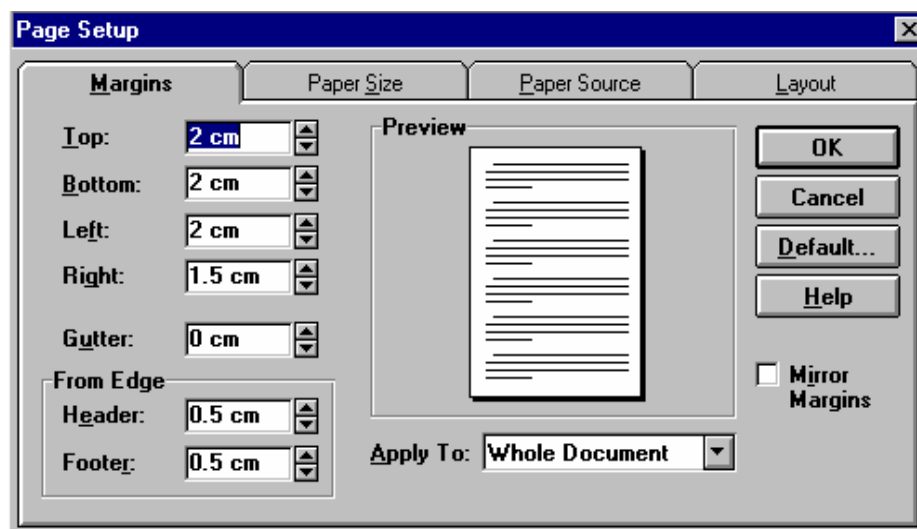 Page Setup
Margins Paper Size Paper Source Layout
Top: 2 cm
Bottom: 2 cm
Left: 2 cm
Right: 1.5 cm
Gutter: 0 cm
From Edge
Header: 0.5 cm
Footer: 0.5 cm
Preview
Apply To: Whole Document
OK
Cancel
Default...
Help
Mirror
Margins